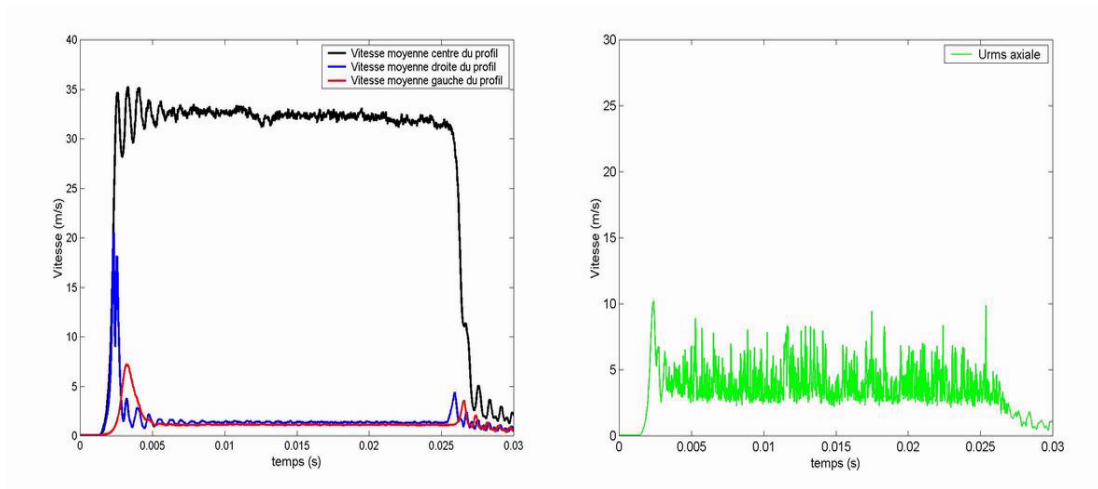 40
35
30
25
20
15
10
5
0
Vitesse (m/s)
Vitesse moyenne centre du profil
Vitesse moyenne droite du profil
Vitesse moyenne gauche du profil
0 0.005 0.01 0.015 0.02 0.025 0.03
temps (s)
30
25
20
15
10
5
0
Vitesse (m/s)
Urms axiale
0 0.005 0.01 0.015 0.02 0.025 0.03
temps (s)